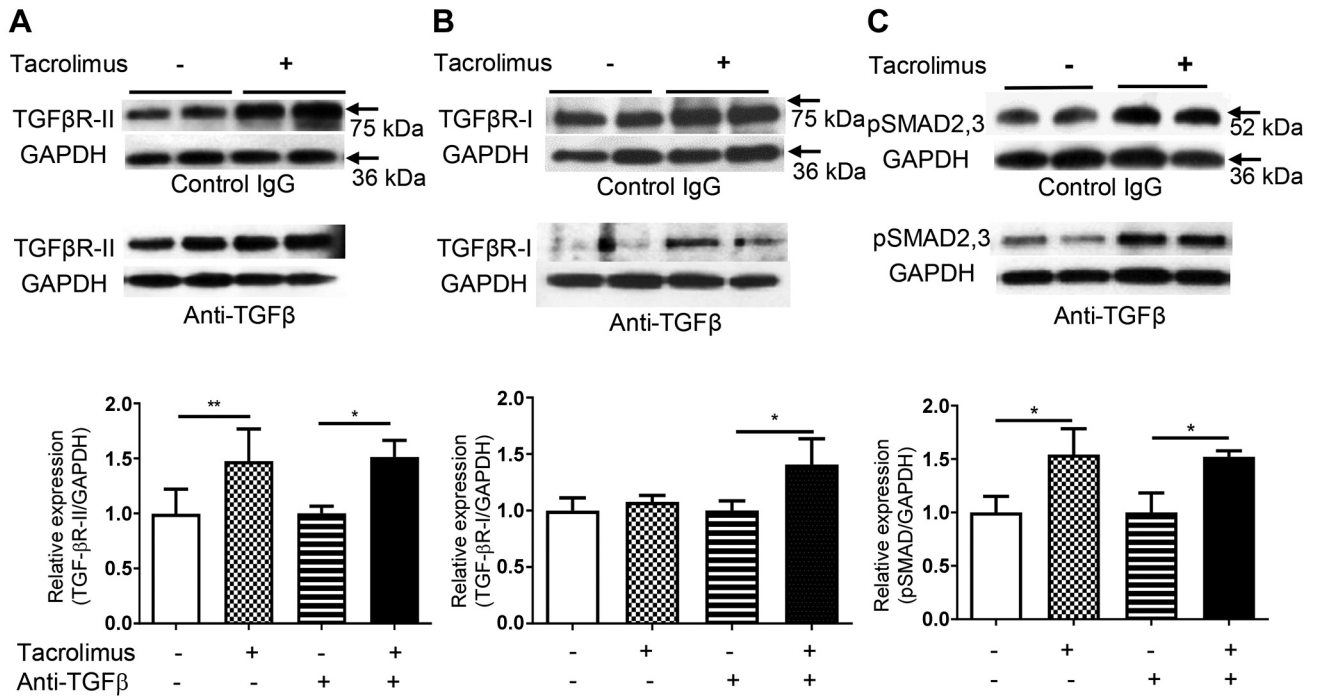 A
Tacrolimus - +
TGFβR-II
75 kDa
GAPDH
36 kDa
Control IgG
TGFβR-II
GAPDH
Anti-TGFβ
B
Tacrolimus - +
TGFβR-I
75 kDa
GAPDH
36 kDa
Control IgG
TGFβR-I
GAPDH
Anti-TGFβ
C
Tacrolimus - +
pSMAD2,3
52 kDa
GAPDH
36 kDa
Control IgG
pSMAD2,3
GAPDH
Anti-TGFβ
Relative expression
(TGF-βR-II/GAPDH)
2.0
1.5
1.0
0.5
0.0
** *
Tacrolimus - + - +
Anti-TGFβ - - + +
Relative expression
(TGF-βR-I/GAPDH)
2.0
1.5
1.0
0.5
0.0
*
- + - +
- - + +
Relative expression
(pSMAD/GAPDH)
2.0
1.5
1.0
0.5
0.0
* *
- + - +
- - + +